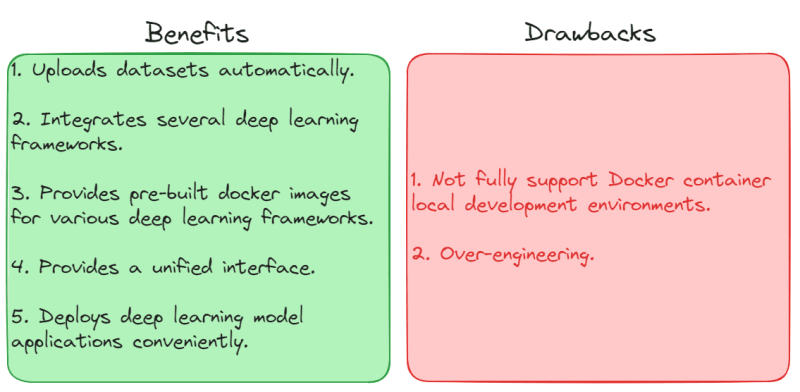 Benefits
1. Uploads datasets automatically.
2. Integrates several deep learning
frameworks.
3. Provides pre-built docker images
for various deep learning frameworks.
4. Provides a unified interface.
5. Deploys deep learning model
applications conveniently.
Drawbacks
1. Not fully support Docker container
local development environments.
2. Over-engineering.